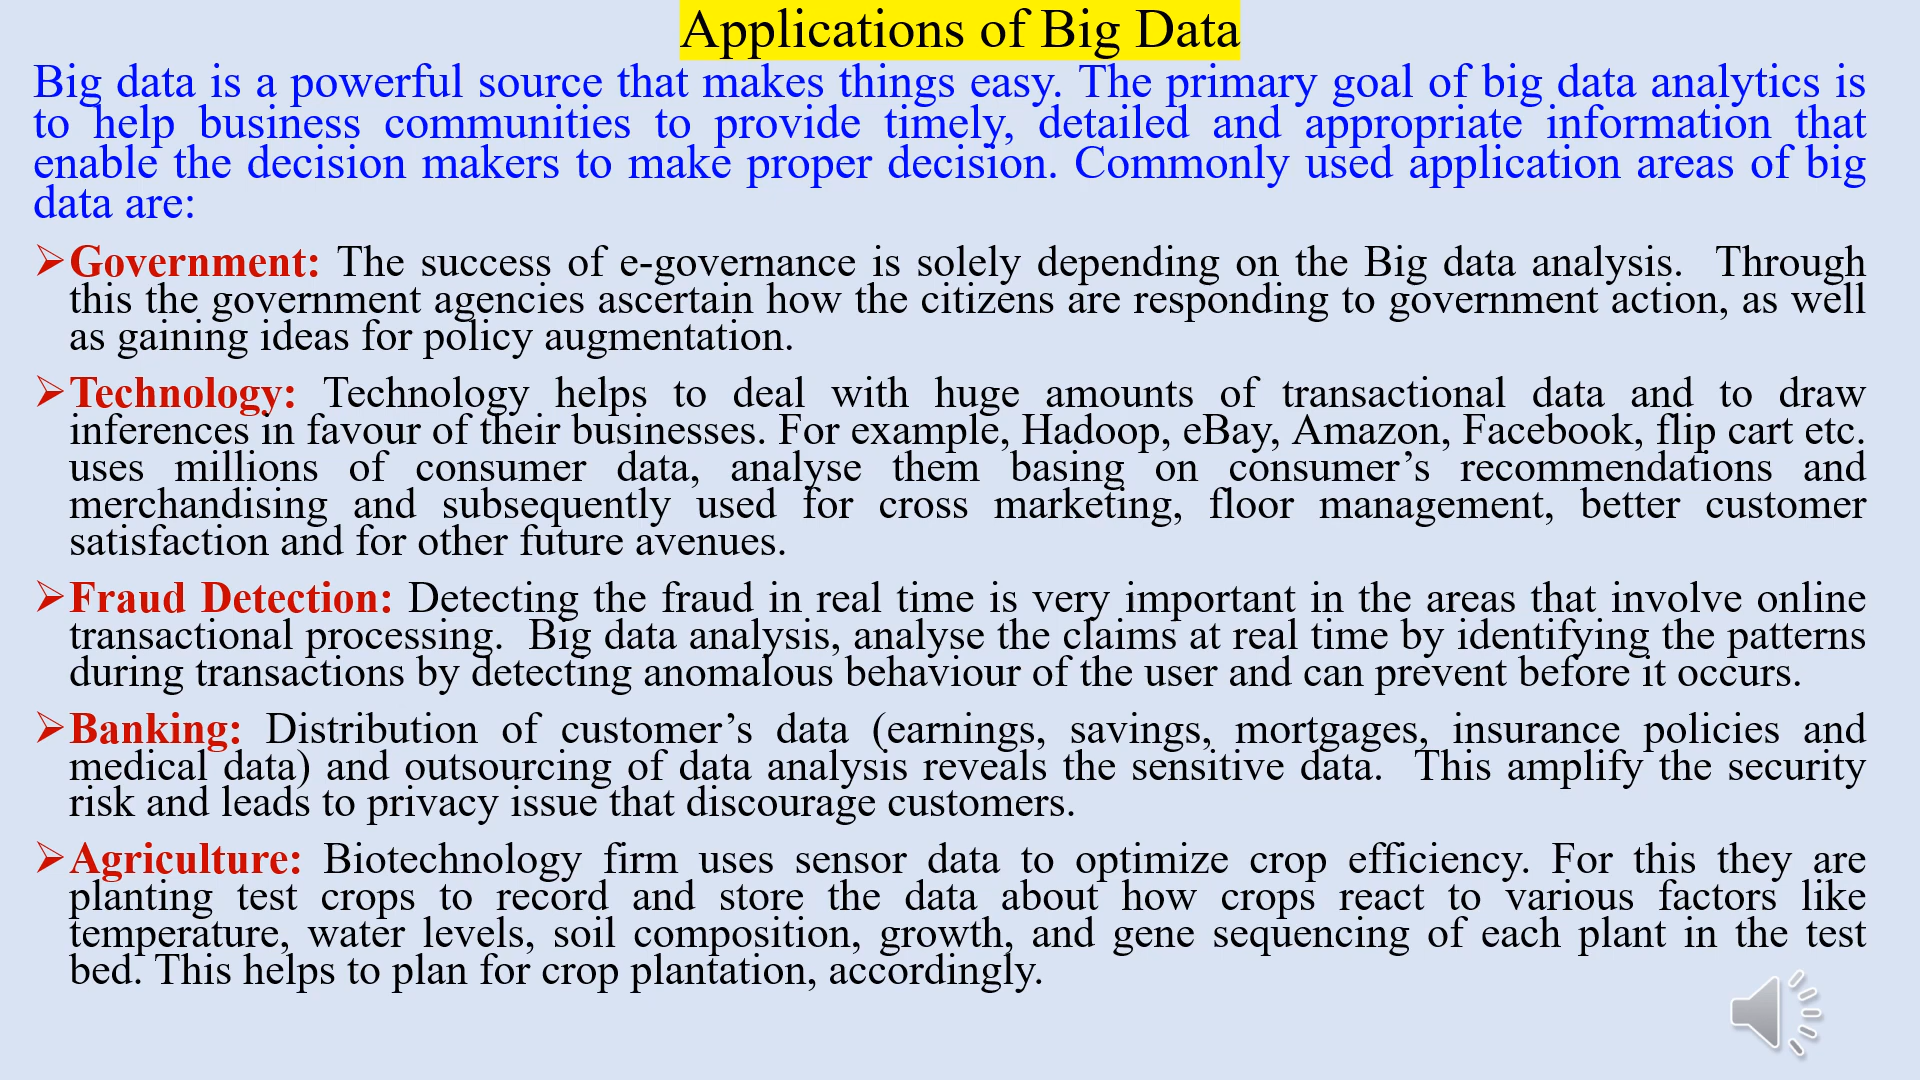 Applications of Big Data
Big data is a powerful source that makes things easy. The primary goal of big data analytics is
to help business communities to provide timely, detailed and appropriate information that
enable the decision makers to make proper decision. Commonly used application areas of big
data are:
➢Government: The success of e-governance is solely depending on the Big data analysis. Through
this the government agencies ascertain how the citizens are responding to government action, as well
as gaining ideas for policy augmentation.
➢Technology: Technology helps to deal with huge amounts of transactional data and to draw
inferences in favour of their businesses. For example, Hadoop, eBay, Amazon, Facebook, flip cart etc.
uses millions of consumer data, analyse them basing on consumer’s recommendations and
merchandising and subsequently used for cross marketing, floor management, better customer
satisfaction and for other future avenues.
➢Fraud Detection: Detecting the fraud in real time is very important in the areas that involve online
transactional processing. Big data analysis, analyse the claims at real time by identifying the patterns
during transactions by detecting anomalous behaviour of the user and can prevent before it occurs.
➢Banking: Distribution of customer’s data (earnings, savings, mortgages, insurance policies and
medical data) and outsourcing of data analysis reveals the sensitive data. This amplify the security
risk and leads to privacy issue that discourage customers.
➢Agriculture: Biotechnology firm uses sensor data to optimize crop efficiency. For this they are
planting test crops to record and store the data about how crops react to various factors like
temperature, water levels, soil composition, growth, and gene sequencing of each plant in the test
bed. This helps to plan for crop plantation, accordingly.